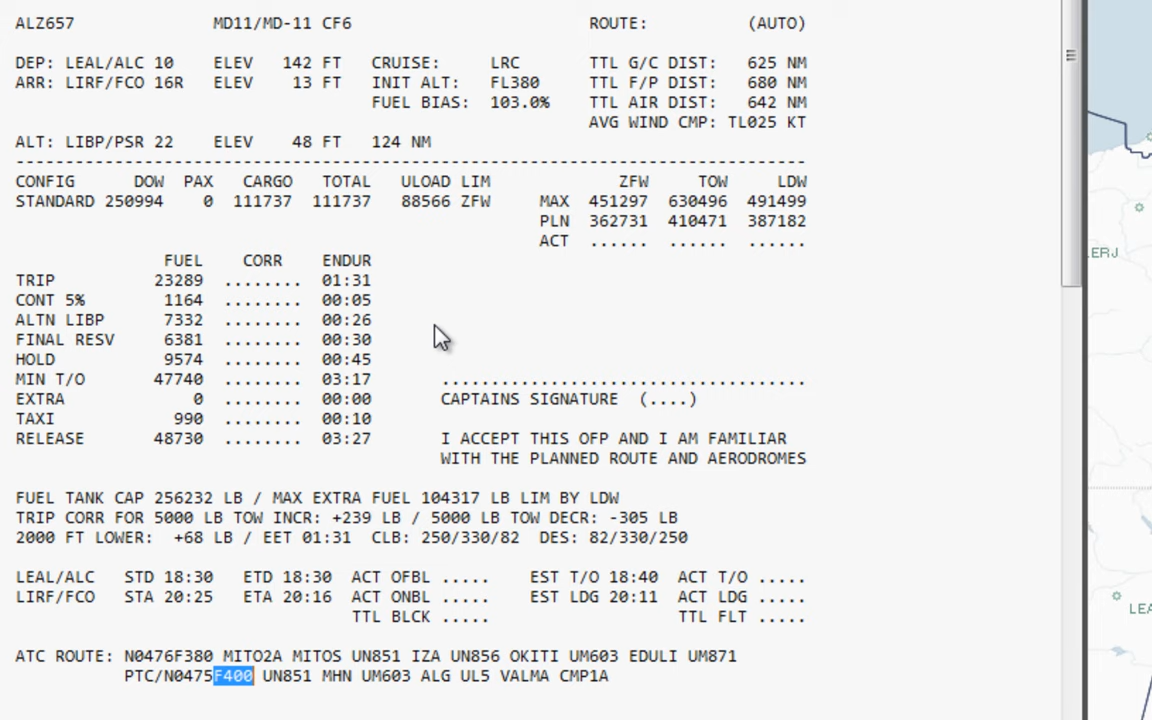 ALZ657 MD11/MD-11 CF6 ROUTE: (AUTO)
DEP: LEAL/ALC 10 ELEV 142 FT CRUISE: LRC TTL G/C DIST: 625 NM
ARR: LIRF/FCO 16R ELEV 13 FT INIT ALT: FL380 TTL F/P DIST: 680 NM
FUEL BIAS: 103.0% TTL AIR DIST: 642 NM
AVG WIND CMP: TL025 KT
ALT: LIBP/PSR 22 ELEV 48 FT 124 NM
--------------------------------------------------------------------------------
CONFIG DOW PAX CARGO TOTAL ULOAD LIM ZFW TOW LDW
STANDARD 250994 0 111737 111737 88566 ZFW MAX 451297 630496 491499
PLN 362731 410471 387182
ACT ...... ...... ......
FUEL CORR ENDUR
TRIP 23289 ........ 01:31
CONT 5% 1164 ........ 00:05
ALTN LIBP 7332 ........ 00:26
FINAL RESV 6381 ........ 00:30
HOLD 9574 ........ 00:45
MIN T/O 47740 ........ 03:17 .....................................
EXTRA 0 ........ 00:00 CAPTAINS SIGNATURE (....)
TAXI 990 ........ 00:10
RELEASE 48730 ........ 03:27 I ACCEPT THIS OFP AND I AM FAMILIAR
WITH THE PLANNED ROUTE AND AERODROMES
FUEL TANK CAP 256232 LB / MAX EXTRA FUEL 104317 LB LIM BY LDW
TRIP CORR FOR 5000 LB TOW INCR: +239 LB / 5000 LB TOW DECR: -305 LB
2000 FT LOWER: +68 LB / EET 01:31 CLB: 250/330/82 DES: 82/330/250
LEAL/ALC STD 18:30 ETD 18:30 ACT OFBL ..... EST T/O 18:40 ACT T/O .....
LIRF/FCO STA 20:25 ETA 20:16 ACT ONBL ..... EST LDG 20:11 ACT LDG .....
TTL BLCK ..... TTL FLT .....
ATC ROUTE: N0476F380 MITO2A MITOS UN851 IZA UN856 OKITI UM603 EDULI UM871
PTC/N0475F400 UN851 MHN UM603 ALG UL5 VALMA CMP1A